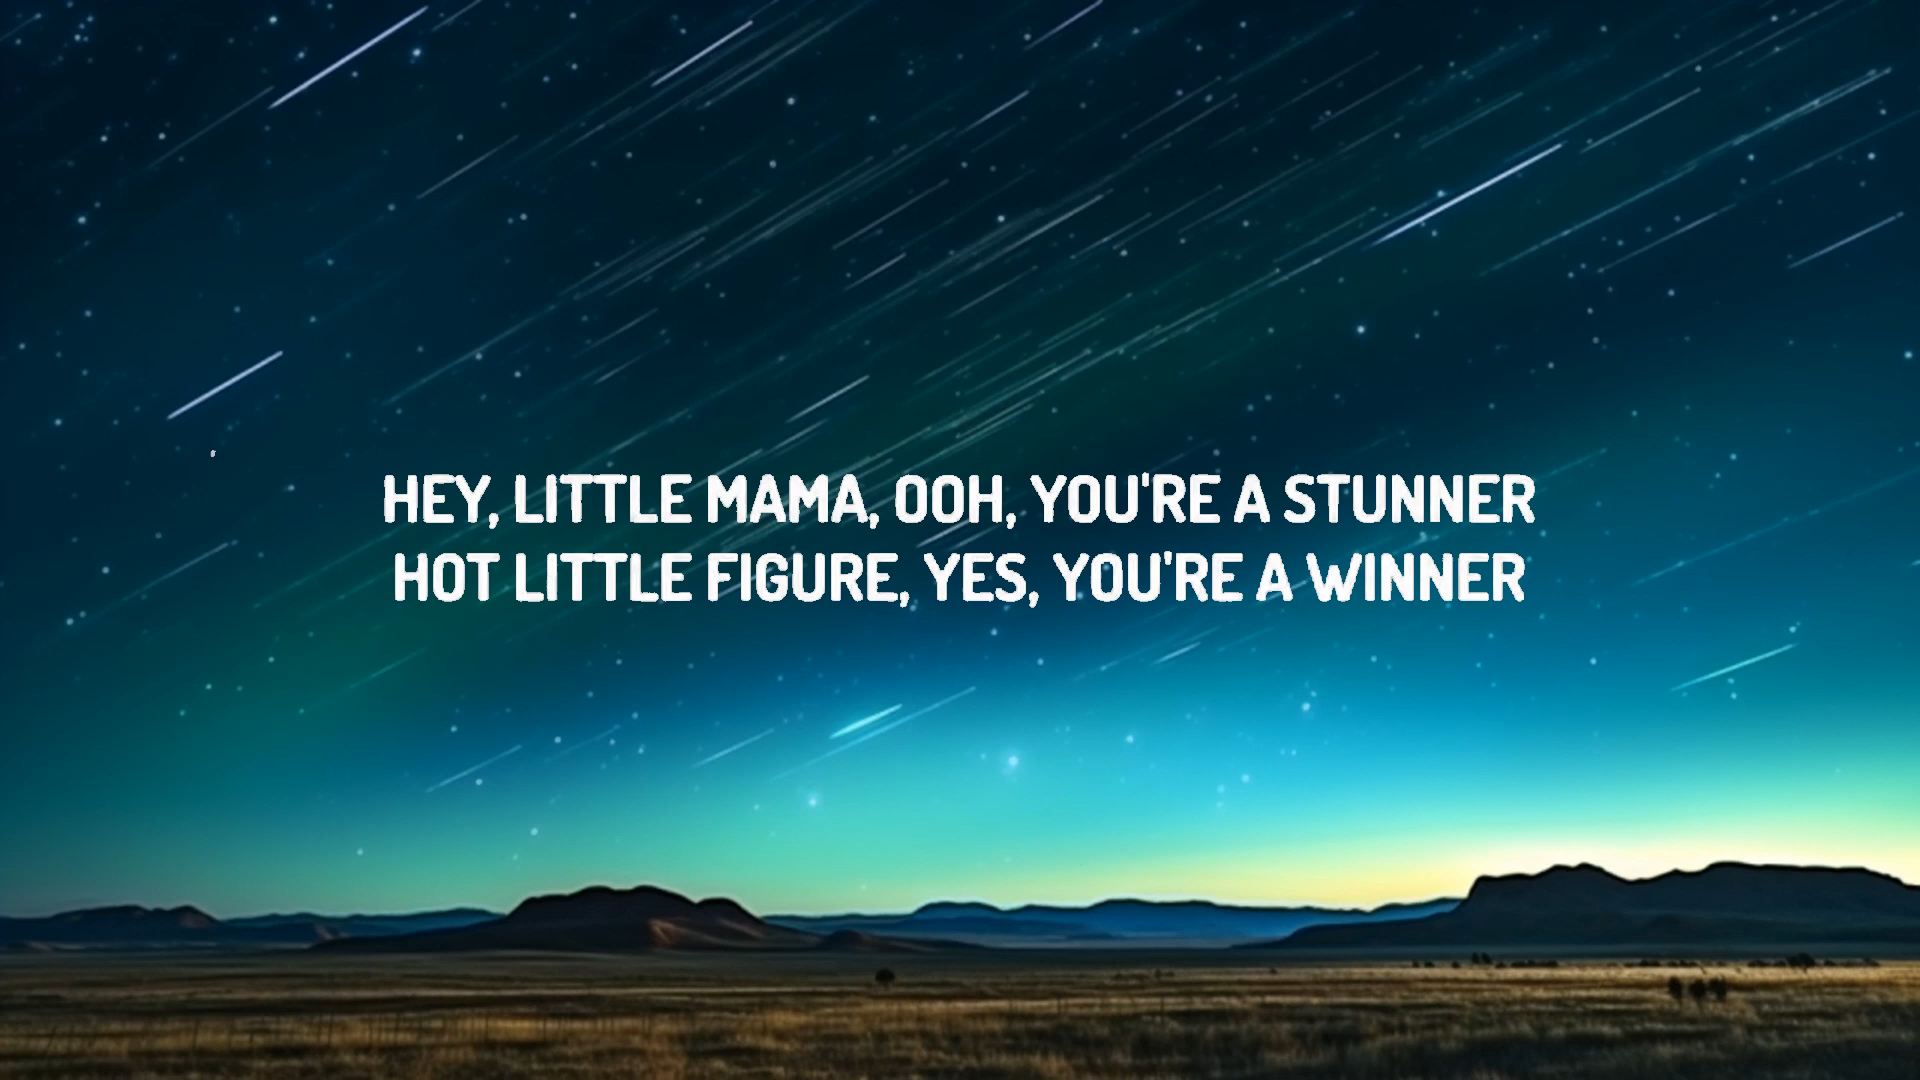 HEY, LITTLE MAMA, OOH, YOU'RE A STUNNER
HOT LITTLE FIGURE, YES, YOU'RE A WINNER